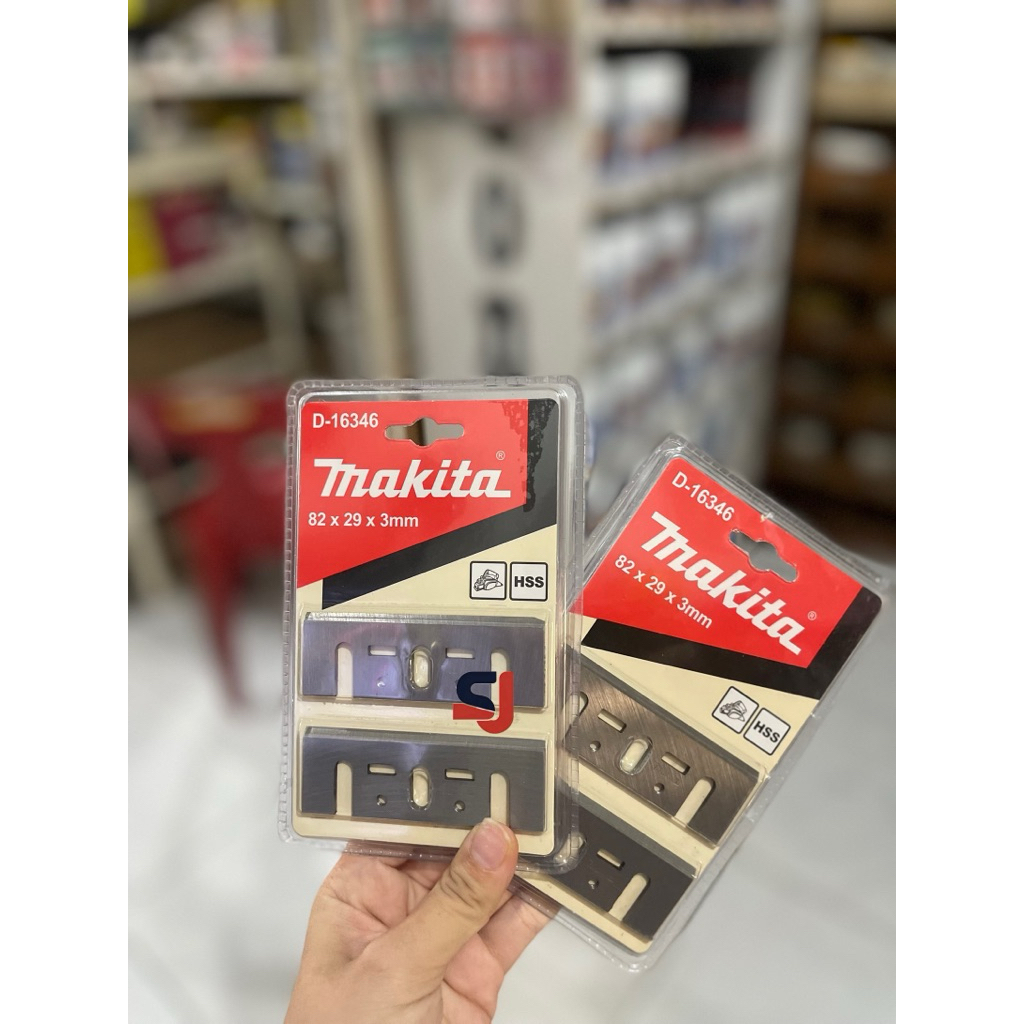 D-16346
makita®
82 x 29 x 3mm
HSS
SJ
D-16346
makita®
82 x 29 x 3mm
HSS